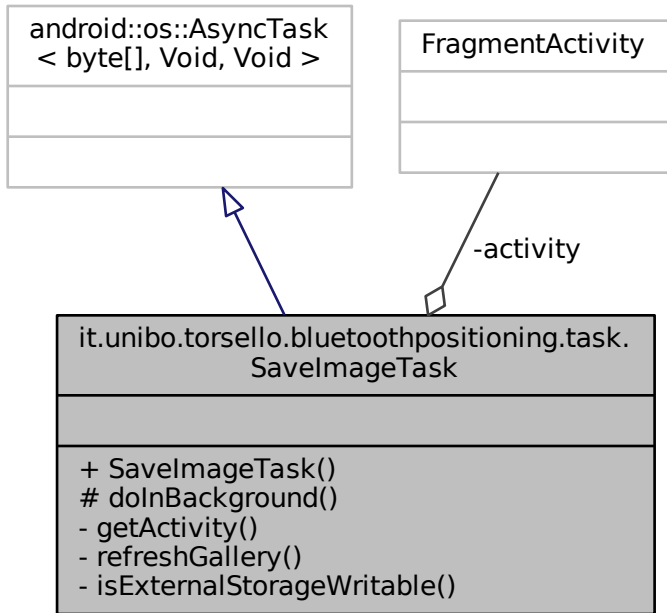 android::os::AsyncTask
< byte[], Void, Void >
FragmentActivity
-activity
it.unibo.torsello.bluetoothpositioning.task.
SaveImageTask
+ SaveImageTask()
# doInBackground()
- getActivity()
- refreshGallery()
- isExternalStorageWritable()